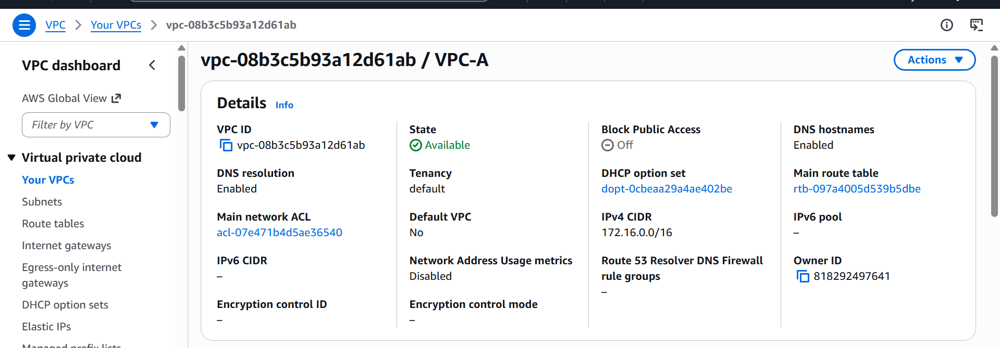 VPC > Your VPCs > vpc-08b3c5b93a12d61ab
VPC dashboard
AWS Global View
Filter by VPC
Virtual private cloud
Your VPCs
Subnets
Route tables
Internet gateways
Egress-only internet
gateways
DHCP option sets
Elastic IPs
Managed prefix lists
vpc-08b3c5b93a12d61ab / VPC-A
Actions
Details Info
VPC ID
vpc-08b3c5b93a12d61ab
State
Available
Block Public Access
Off
DNS hostnames
Enabled
DNS resolution
Enabled
Tenancy
default
DHCP option set
dopt-0cbeaa29a4ae402be
Main route table
rtb-097a4005d539b5dbe
Main network ACL
acl-07e471b4d5ae36540
Default VPC
No
IPv4 CIDR
172.16.0.0/16
IPv6 pool
–
IPv6 CIDR
–
Network Address Usage metrics
Disabled
Route 53 Resolver DNS Firewall
rule groups
–
Owner ID
818292497641
Encryption control ID
–
Encryption control mode
–